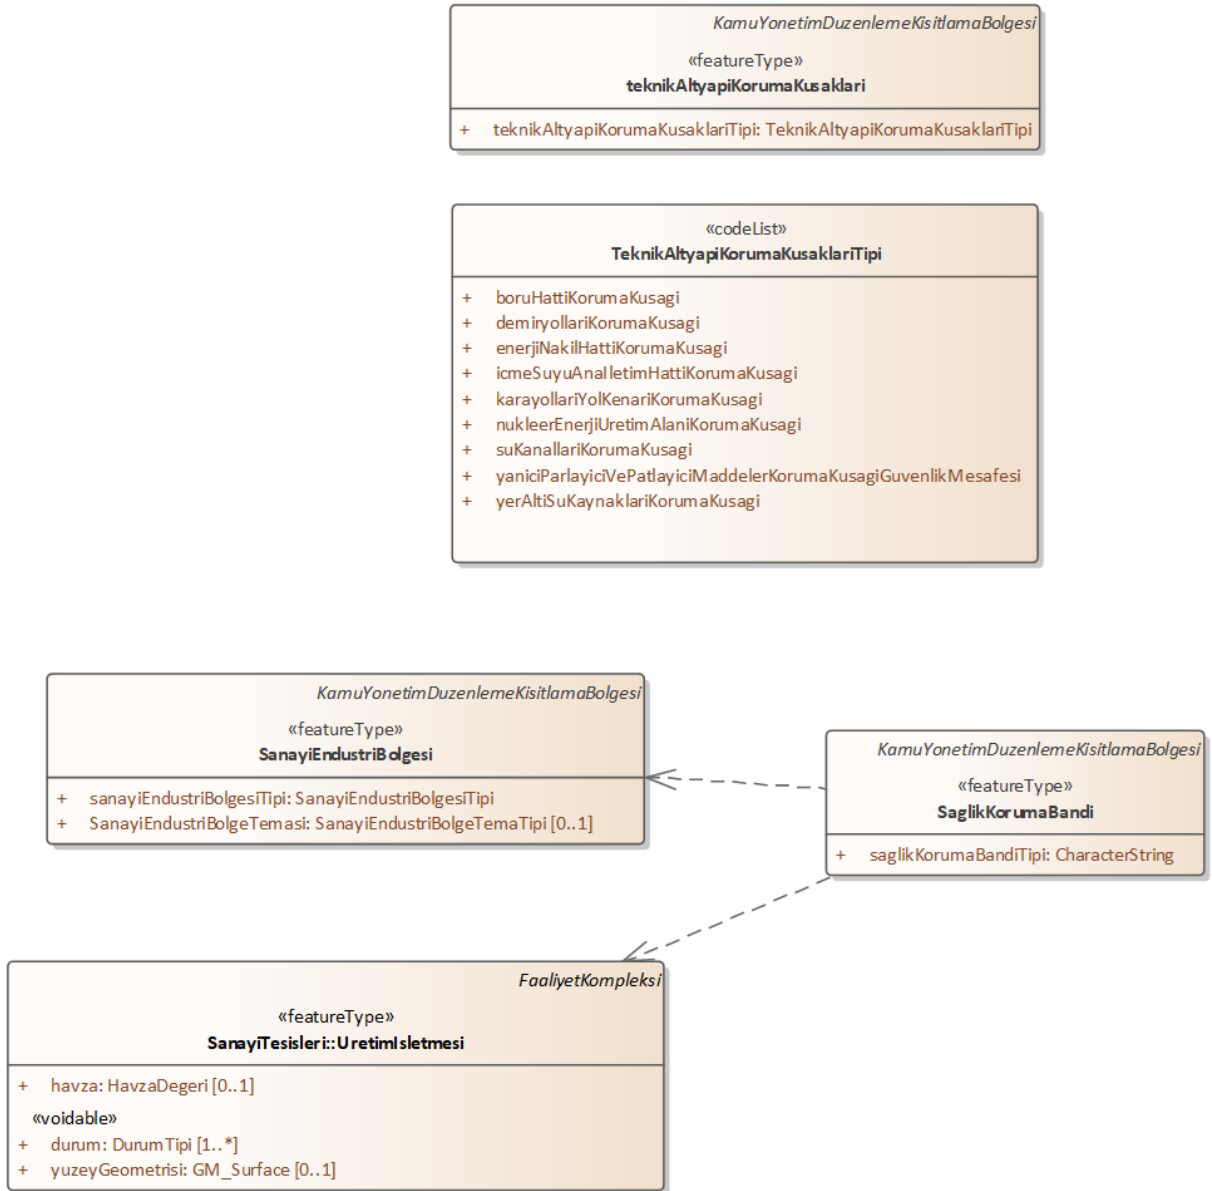 KamuYonetimDuzenlemeKisitlamaBolgesi
«featureType»
teknikAltyapiKorumaKusaklari
+ teknikAltyapiKorumaKusaklariTipi: TeknikAltyapiKorumaKusaklariTipi
«codeList»
TeknikAltyapiKorumaKusaklariTipi
+ boruHattiKorumaKusagi
+ demiryollariKorumaKusagi
+ enerjiNakilHattiKorumaKusagi
+ icmeSuyuAnaIletimHattiKorumaKusagi
+ karayollariYolKenariKorumaKusagi
+ nukleerEnerjiUretimAlaniKorumaKusagi
+ suKanallariKorumaKusagi
+ yaniciParlayiciVePatlayiciMaddelerKorumaKusagiGuvenlikMesafesi
+ yerAltiSuKaynaklariKorumaKusagi
KamuYonetimDuzenlemeKisitlamaBolgesi
«featureType»
SanayiEndustriBolgesi
+ sanayiEndustriBolgesiTipi: SanayiEndustriBolgesiTipi
+ SanayiEndustriBolgeTemasi: SanayiEndustriBolgeTemaTipi [0..1]
KamuYonetimDuzenlemeKisitlamaBolgesi
«featureType»
SaglikKorumaBandi
+ saglikKorumaBandiTipi: CharacterString
FaaliyetKompleksi
«featureType»
SanayiTesisleri::UretimIsletmesi
+ havza: HavzaDegeri [0..1]
«voidable»
+ durum: DurumTipi [1..*]
+ yuzeyGeometrisi: GM_Surface [0..1]